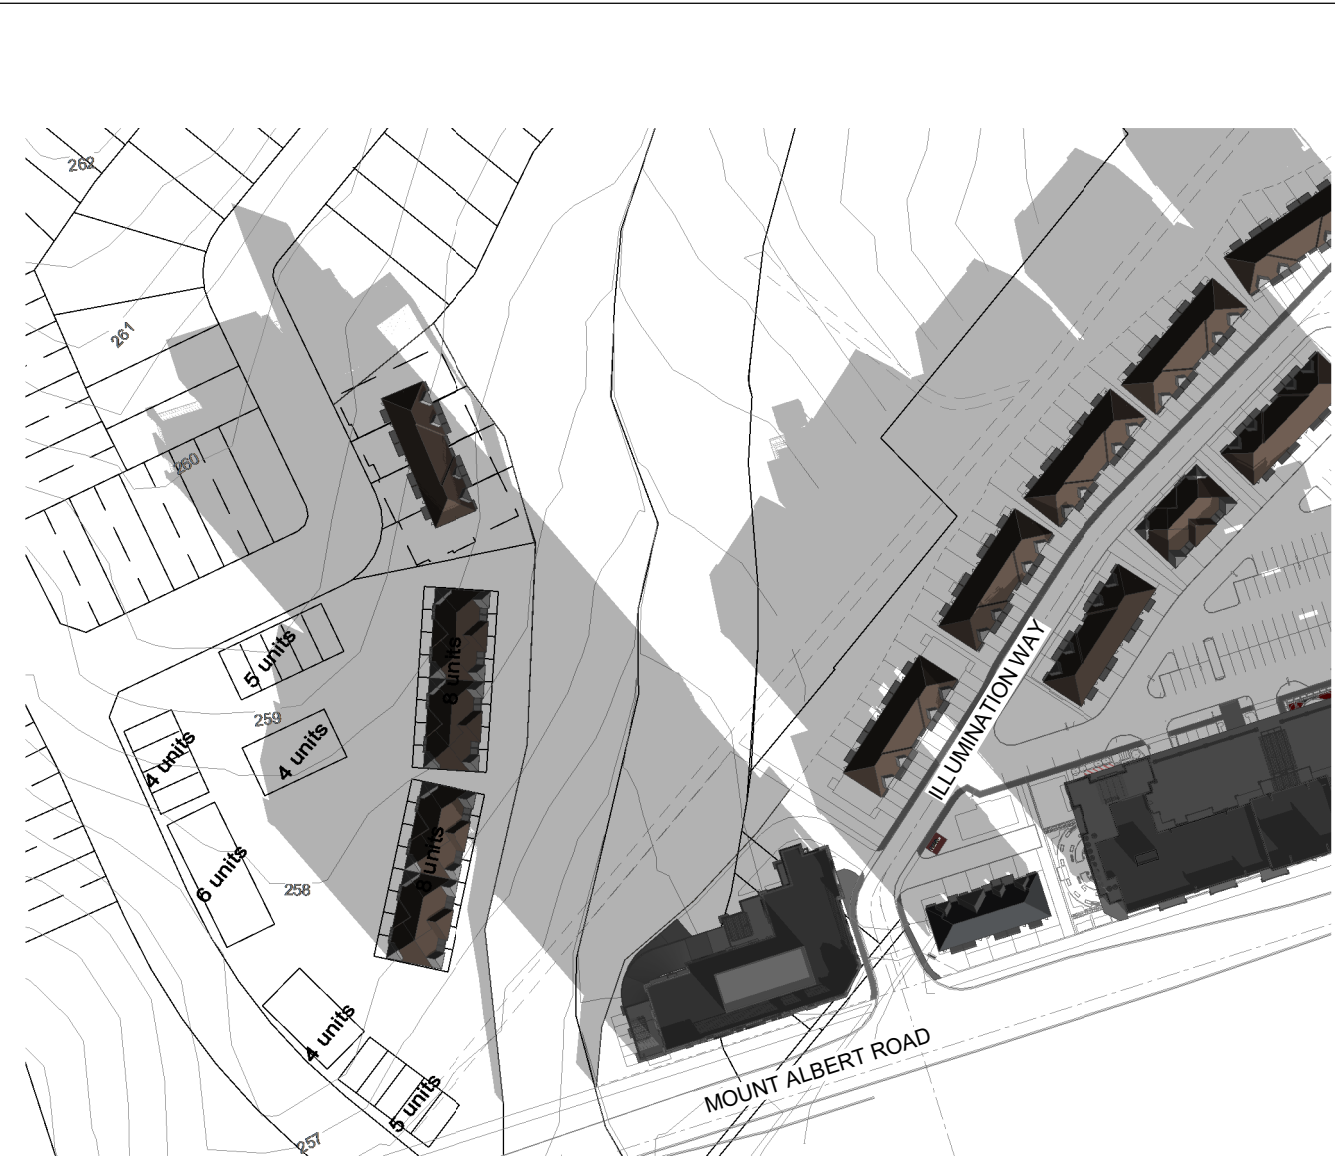 262
261
260
5 units
8 units
259
4 units
4 units
ILLUMINATION WAY
8 units
6 units
258
4 units
MOUNT ALBERT ROAD
5 units
257